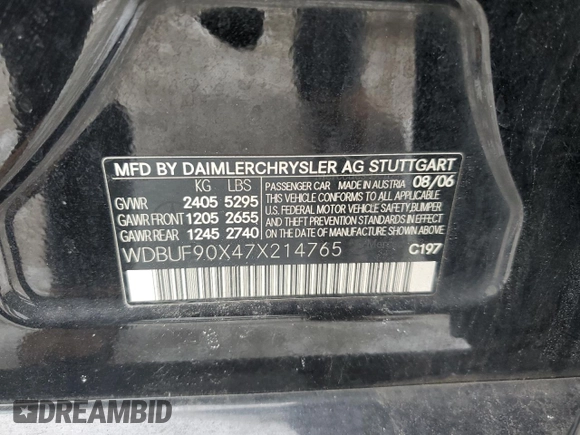 MFD BY DAIMLERCHRYSLER AG STUTTGART
KG LBS
GVWR 2405 5295
GAWR FRONT 1205 2655
GAWR REAR 1245 2740
PASSENGER CAR MADE IN AUSTRIA 08/06
THIS VEHICLE CONFORMS TO ALL APPLICABLE
U.S. FEDERAL MOTOR VEHICLE SAFETY,BUMPER
AND THEFT PREVENTION STANDARDS IN EFFECT
ON THE DATE OF MANUFACTURE SHOWN ABOVE
WDBUF90X47X214765
C197
DREAMBID